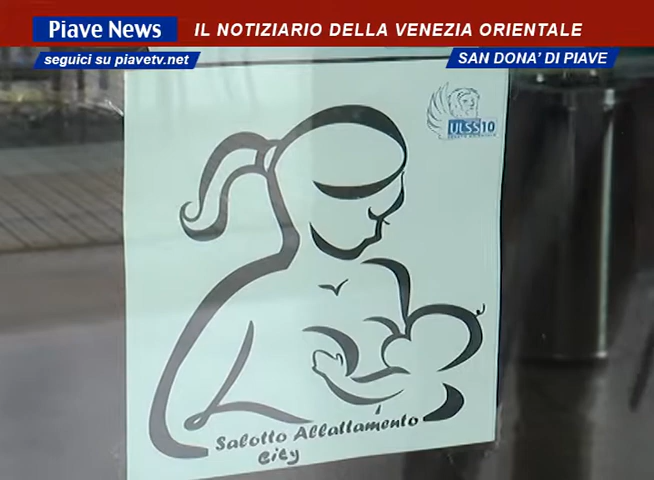 Piave News IL NOTIZIARIO DELLA VENEZIA ORIENTALE
seguici su piavetv.net SAN DONA' DI PIAVE
ULSS10
Salotto Allattamento
City